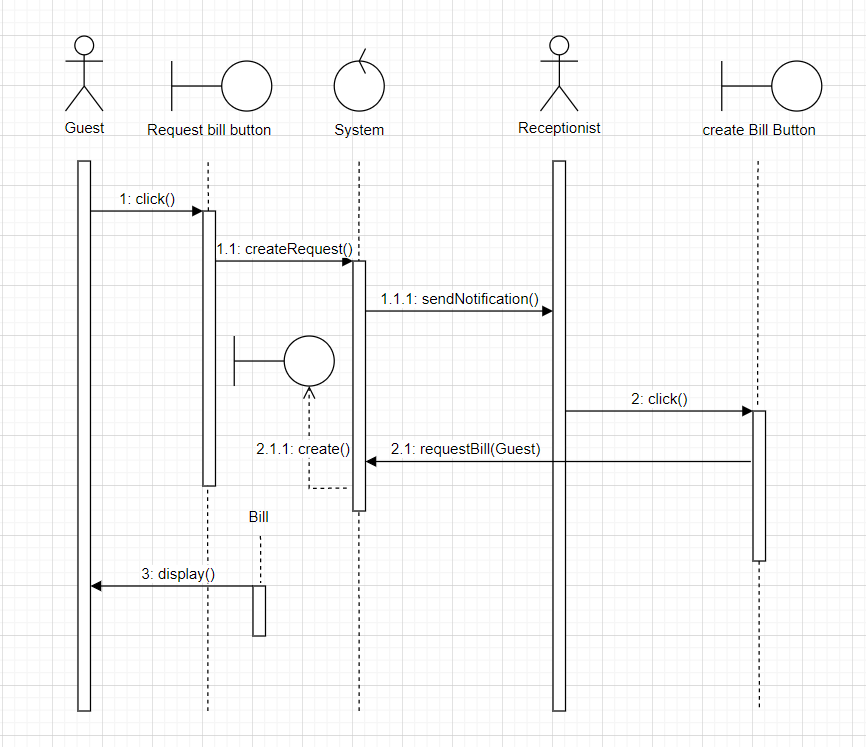 Guest
Request bill button
System
Receptionist
create Bill Button
1: click()
1.1: createRequest()
1.1.1: sendNotification()
2: click()
2.1.1: create()
2.1: requestBill(Guest)
Bill
3: display()